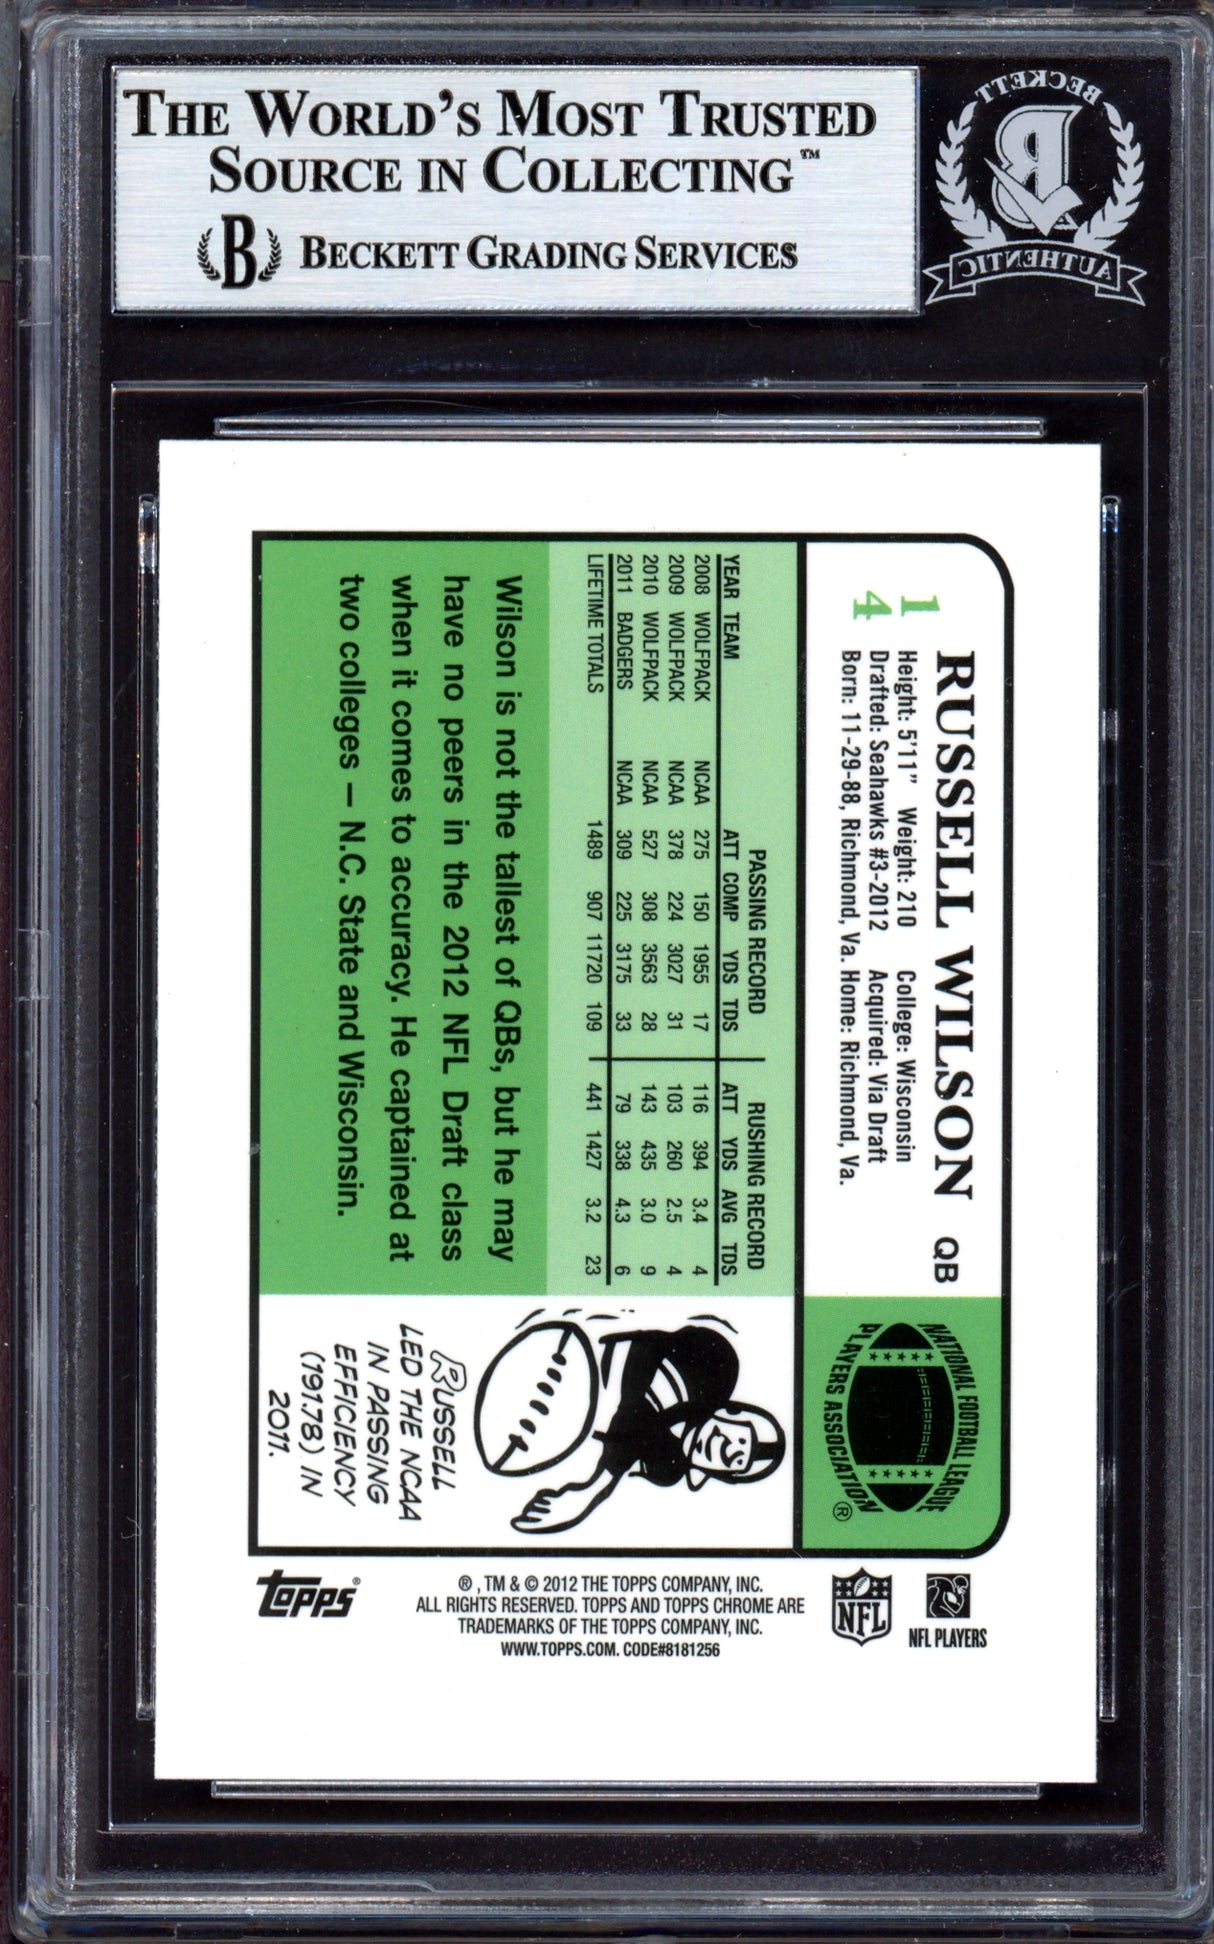 THE WORLD'S MOST TRUSTED
SOURCE IN COLLECTING™
B BECKETT GRADING SERVICES
BECKETT
B
AUTHENTIC
14
RUSSELL WILSON QB
Height: 5'11" Weight: 210 College: Wisconsin
Drafted: Seahawks #3-2012 Acquired: Via Draft
Born: 11-29-88, Richmond, Va. Home: Richmond, Va.
NATIONAL FOOTBALL LEAGUE
PLAYERS ASSOCIATION ®
PASSING RECORD RUSHING RECORD
YEAR TEAM ATT COMP YDS TDS ATT YDS AVG TDS
2008 WOLFPACK NCAA 275 150 1955 17 116 394 3.4 4
2009 WOLFPACK NCAA 378 224 3027 31 103 260 2.5 4
2010 WOLFPACK NCAA 527 308 3563 28 143 435 3.0 9
2011 BADGERS NCAA 309 225 3175 33 79 338 4.3 6
LIFETIME TOTALS 1489 907 11720 109 441 1427 3.2 23
Wilson is not the tallest of QBs, but he may
have no peers in the 2012 NFL Draft class
when it comes to accuracy. He captained at
two colleges – N.C. State and Wisconsin.
RUSSELL
LED THE NCAA
IN PASSING
EFFICIENCY
(191.78) IN
2011.
TOPPS®
®, TM & © 2012 THE TOPPS COMPANY, INC.
ALL RIGHTS RESERVED. TOPPS AND TOPPS CHROME ARE
TRADEMARKS OF THE TOPPS COMPANY, INC.
WWW.TOPPS.COM. CODE#8181256
NFL
NFL PLAYERS